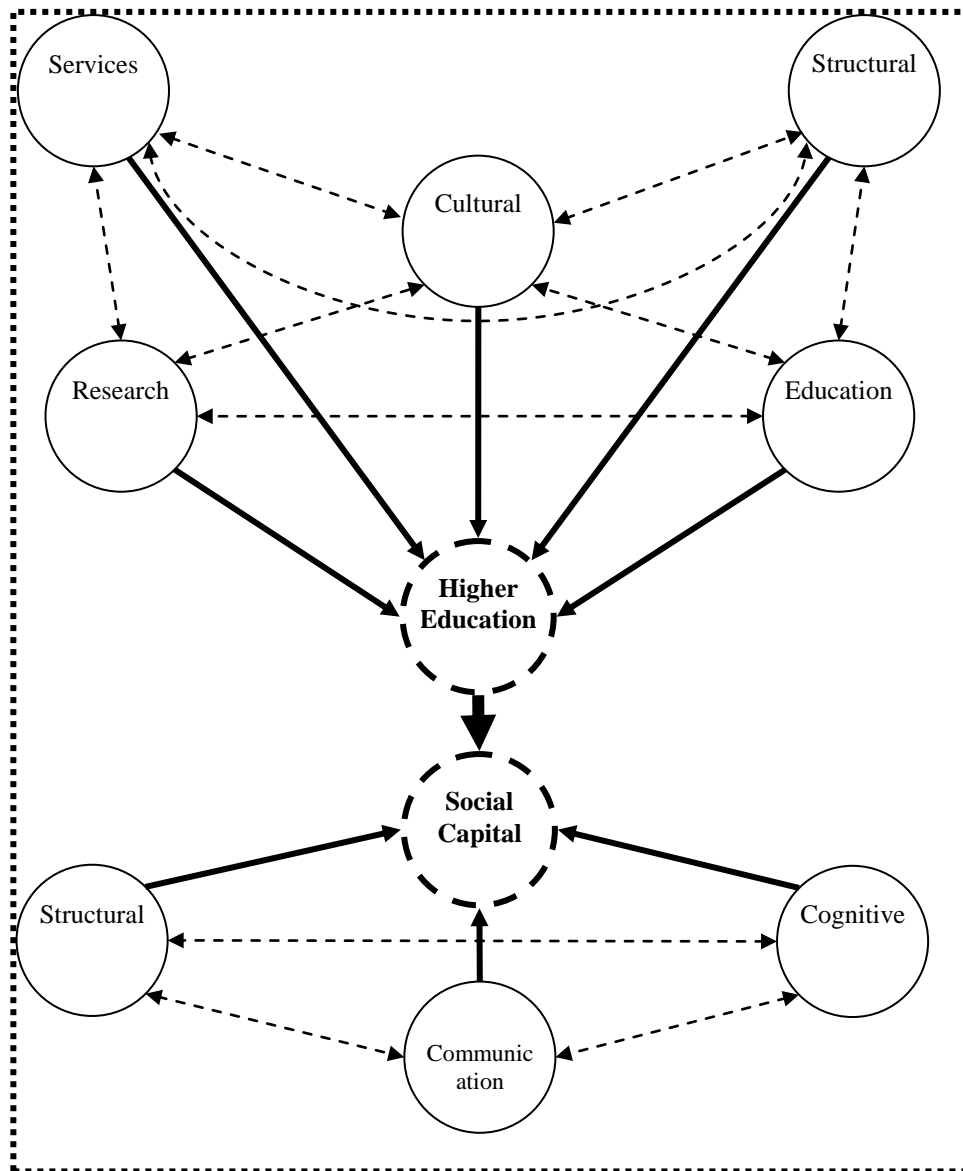 Services
Structural
Cultural
Research
Education
Higher
Education
Social
Capital
Structural
Cognitive
Communic
ation